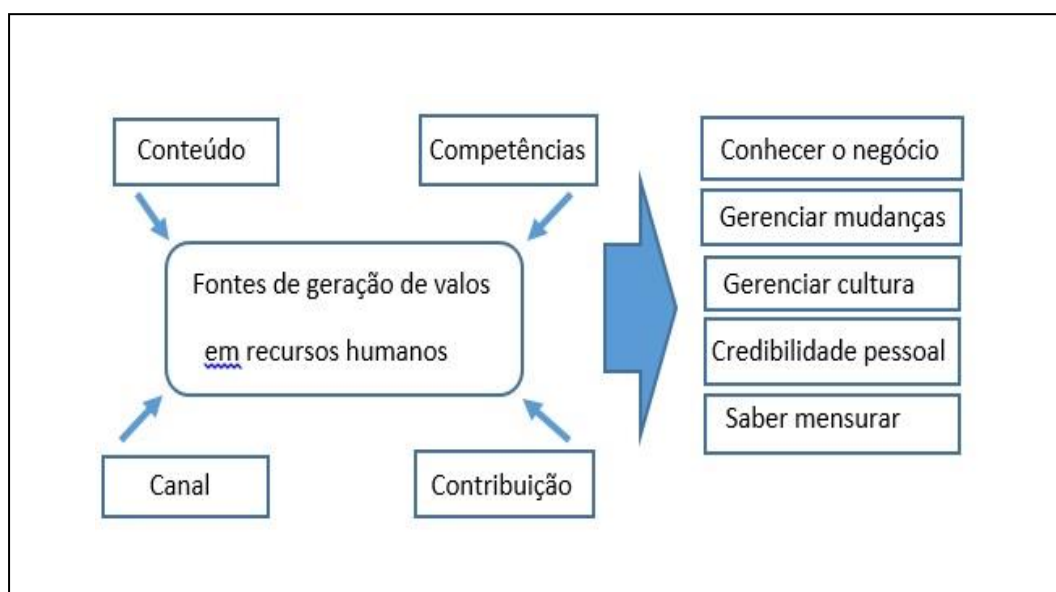 Conteúdo
Competências
Fontes de geração de valos
em recursos humanos
Canal
Contribuição
Conhecer o negócio
Gerenciar mudanças
Gerenciar cultura
Credibilidade pessoal
Saber mensurar